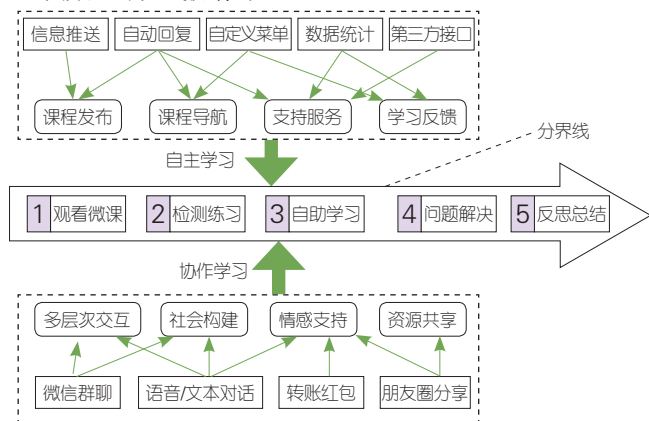 信息推送 自动回复 自定义菜单 数据统计 第三方接口
课程发布 课程导航 支持服务 学习反馈
分界线
自主学习
1 观看微课 2 检测练习 3 自助学习 4 问题解决 5 反思总结
协作学习
多层次交互 社会构建 情感支持 资源共享
微信群聊 语音/文本对话 转账红包 朋友圈分享